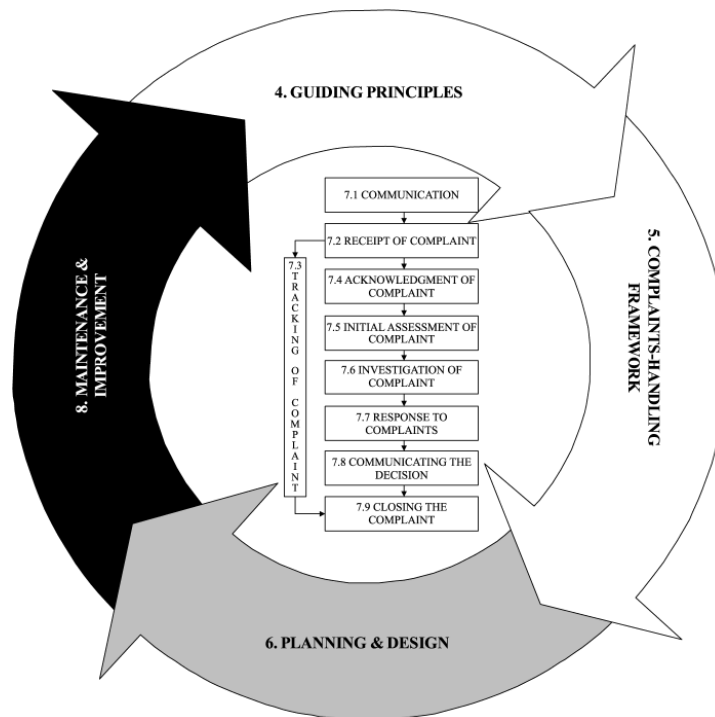 4. GUIDING PRINCIPLES
7.1 COMMUNICATION
7.2 RECEIPT OF COMPLAINT
7.3
TRACKING OF COMPLAINT
7.4 ACKNOWLEDGMENT OF
COMPLAINT
7.5 INITIAL ASSESSMENT OF
COMPLAINT
7.6 INVESTIGATION OF
COMPLAINT
7.7 RESPONSE TO
COMPLAINTS
7.8 COMMUNICATING THE
DECISION
7.9 CLOSING THE
COMPLAINT
5. COMPLAINTS-HANDLING
FRAMEWORK
6. PLANNING & DESIGN
8. MAINTENANCE &
IMPROVEMENT